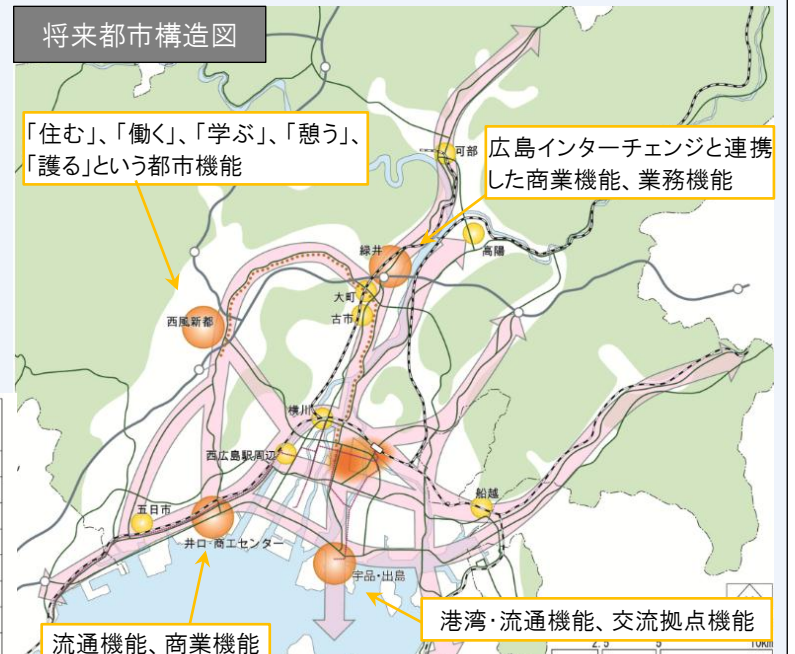 将来都市構造図
「住む」、「働く」、「学ぶ」、「憩う」、
「護る」という都市機能
広島インターチェンジと連携
した商業機能、業務機能
可部
高陽
緑井
大町
古市
西風新都
横川
西広島駅周辺
船越
五日市
井口・商工センター
宇品・出島
港湾・流通機能、交流拠点機能
流通機能、商業機能
2.5 5 10km